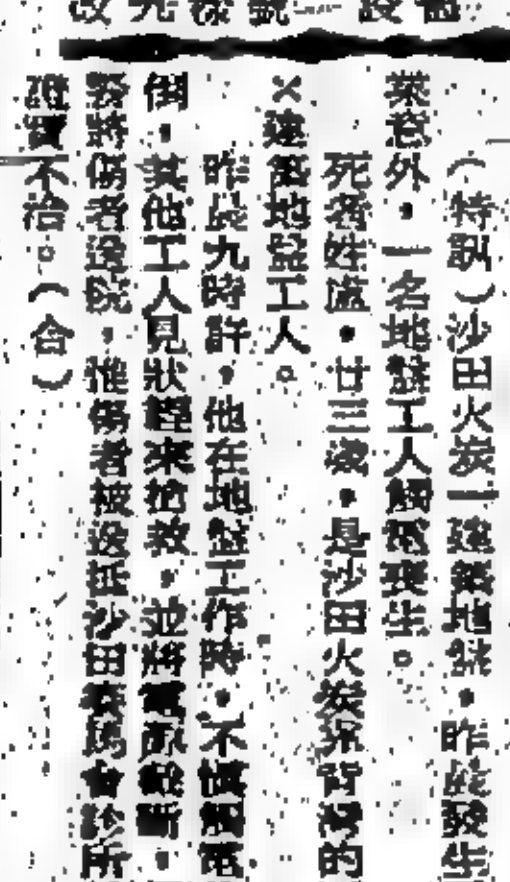 （特訊）沙田火炭一建築地盤，昨晨發生
業意外，一名地盤工人觸電喪生。
死者姓盧，廿三歲，是沙田火炭坳背灣的
×建築地盤工人。
昨晨九時許，他在地盤工作時，不慎觸電
倒，其他工人見狀趕來搶救，並將電源截斷，
將傷者送院，惟傷者被送抵沙田賽馬會診所
證實不治。（合）